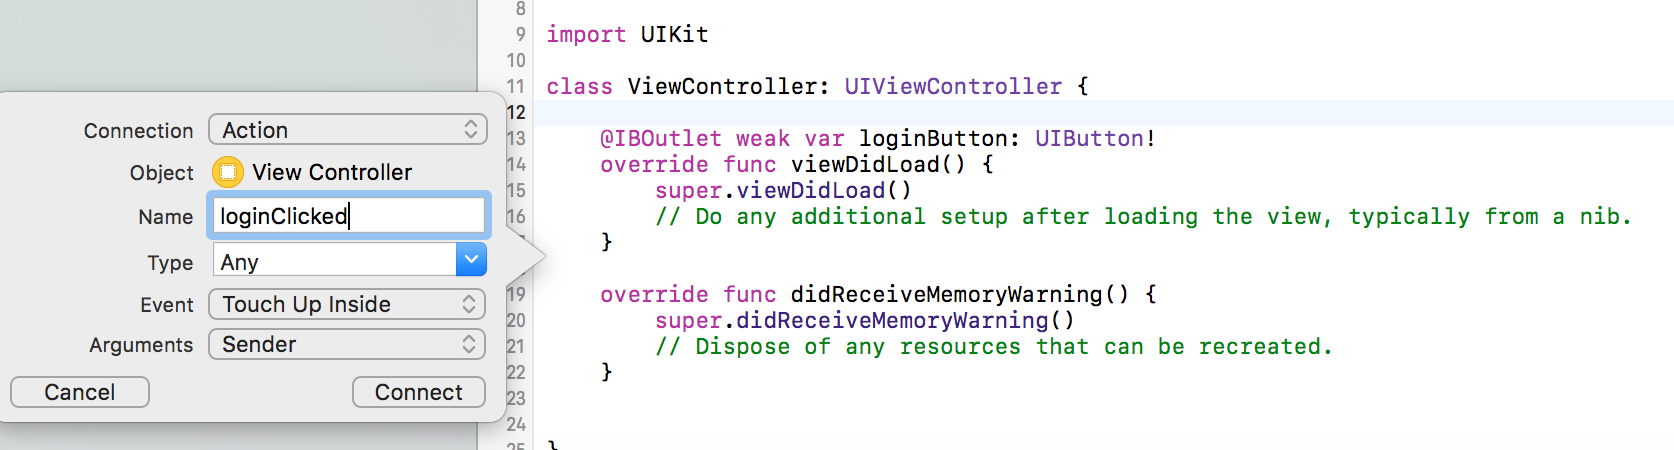 Connection Action
Object View Controller
Name loginClicked
Type Any
Event Touch Up Inside
Arguments Sender
Cancel Connect
8
9 import UIKit
10
11 class ViewController: UIViewController {
12
13 @IBOutlet weak var loginButton: UIButton!
14 override func viewDidLoad() {
15 super.viewDidLoad()
16 // Do any additional setup after loading the view, typically from a nib.
}
19 override func didReceiveMemoryWarning() {
20 super.didReceiveMemoryWarning()
21 // Dispose of any resources that can be recreated.
22 }
23
24
25 }